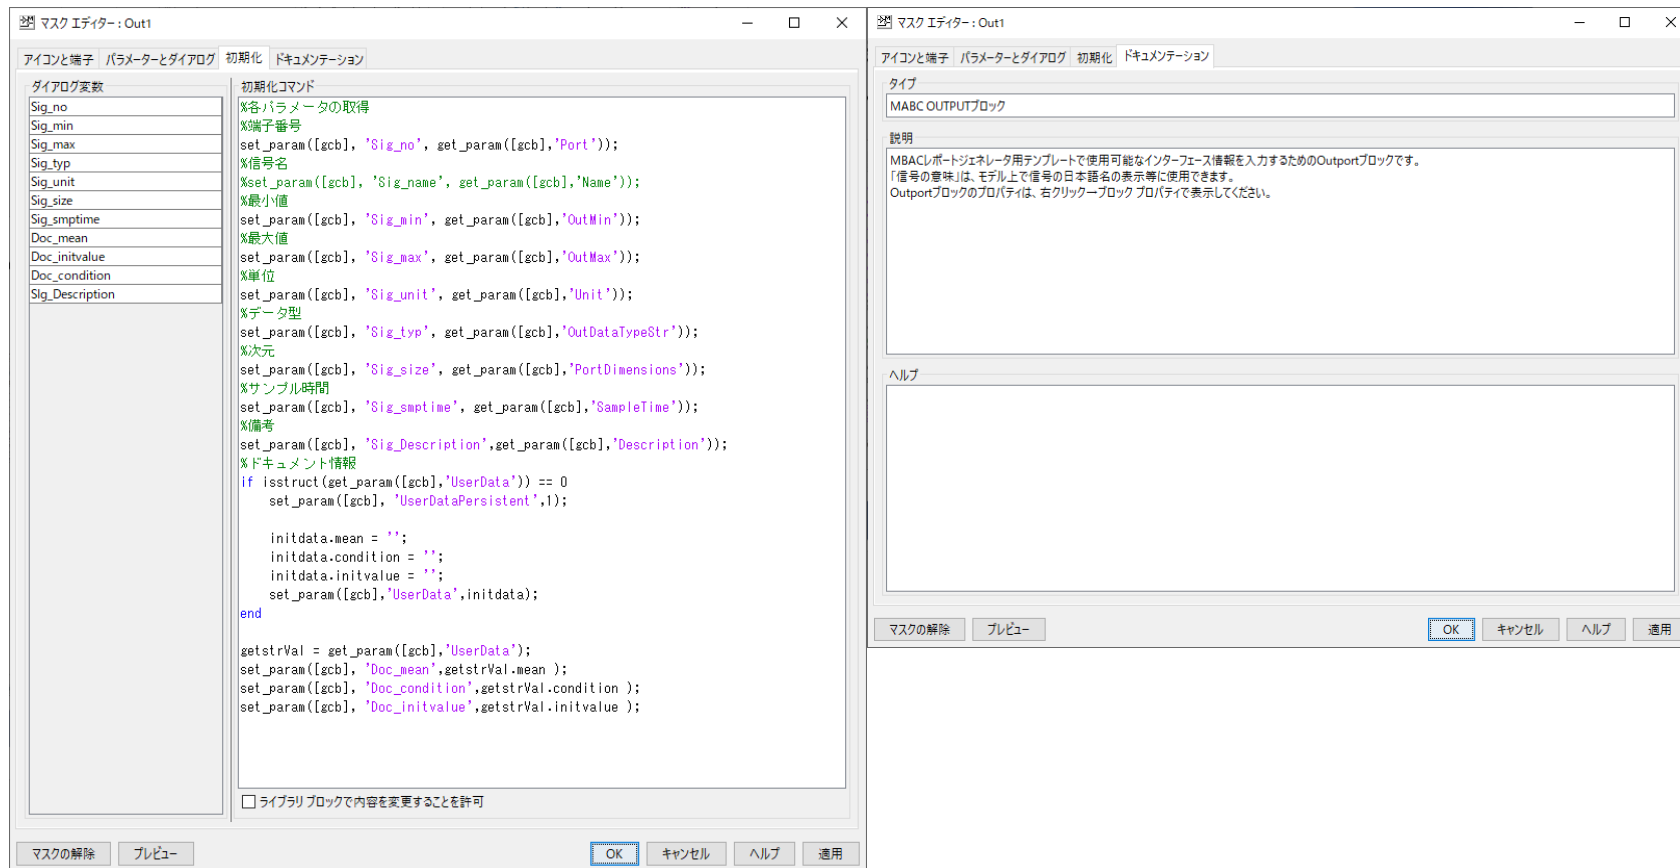 マスク エディター : Out1
アイコンと端子 パラメーターとダイアログ 初期化 ドキュメンテーション
ダイアログ変数
Sig_no
Sig_min
Sig_max
Sig_typ
Sig_unit
Sig_size
Sig_smptime
Doc_mean
Doc_initvalue
Doc_condition
SIg_Description
初期化コマンド
%各パラメータの取得
%端子番号
set_param([gcb], 'Sig_no', get_param([gcb],'Port'));
%信号名
%set_param([gcb], 'Sig_name', get_param([gcb],'Name'));
%最小値
set_param([gcb], 'Sig_min', get_param([gcb],'OutMin'));
%最大値
set_param([gcb], 'Sig_max', get_param([gcb],'OutMax'));
%単位
set_param([gcb], 'Sig_unit', get_param([gcb],'Unit'));
%データ型
set_param([gcb], 'Sig_typ', get_param([gcb],'OutDataTypeStr'));
%次元
set_param([gcb], 'Sig_size', get_param([gcb],'PortDimensions'));
%サンプル時間
set_param([gcb], 'Sig_smptime', get_param([gcb],'SampleTime'));
%備考
set_param([gcb], 'Sig_Description',get_param([gcb],'Description'));
%ドキュメント情報
if isstruct(get_param([gcb],'UserData')) == 0
    set_param([gcb], 'UserDataPersistent',1);
    initdata.mean = '';
    initdata.condition = '';
    initdata.initvalue = '';
    set_param([gcb],'UserData',initdata);
end
getstrVal = get_param([gcb],'UserData');
set_param([gcb], 'Doc_mean',getstrVal.mean );
set_param([gcb], 'Doc_condition',getstrVal.condition );
set_param([gcb], 'Doc_initvalue',getstrVal.initvalue );
ライブラリ ブロックで内容を変更することを許可
マスクの解除 プレビュー OK キャンセル ヘルプ 適用
マスク エディター : Out1
アイコンと端子 パラメーターとダイアログ 初期化 ドキュメンテーション
タイプ
MABC OUTPUTブロック
説明
MBACレポートジェネレータ用テンプレートで使用可能なインターフェース情報を入力するためのOutportブロックです。
「信号の意味」は、モデル上で信号の日本語名の表示等に使用できます。
Outportブロックのプロパティは、右クリック→ブロック プロパティで表示してください。
ヘルプ
マスクの解除 プレビュー OK キャンセル ヘルプ 適用